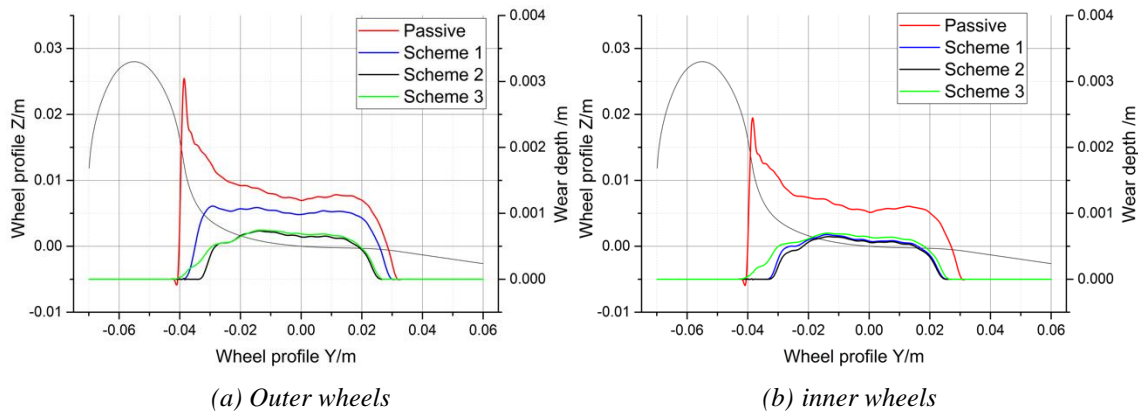 Passive
Scheme 1
Scheme 2
Scheme 3
0.03
0.02
0.01
0.00
-0.01
0.004
0.003
0.002
0.001
0.000
-0.06 -0.04 -0.02 0.00 0.02 0.04 0.06
Wheel profile Z/m
Wear depth /m
Wheel profile Y/m
(a) Outer wheels
Passive
Scheme 1
Scheme 2
Scheme 3
0.03
0.02
0.01
0.00
-0.01
0.004
0.003
0.002
0.001
0.000
-0.06 -0.04 -0.02 0.00 0.02 0.04 0.06
Wheel profile Z/m
Wear depth /m
Wheel profile Y/m
(b) inner wheels